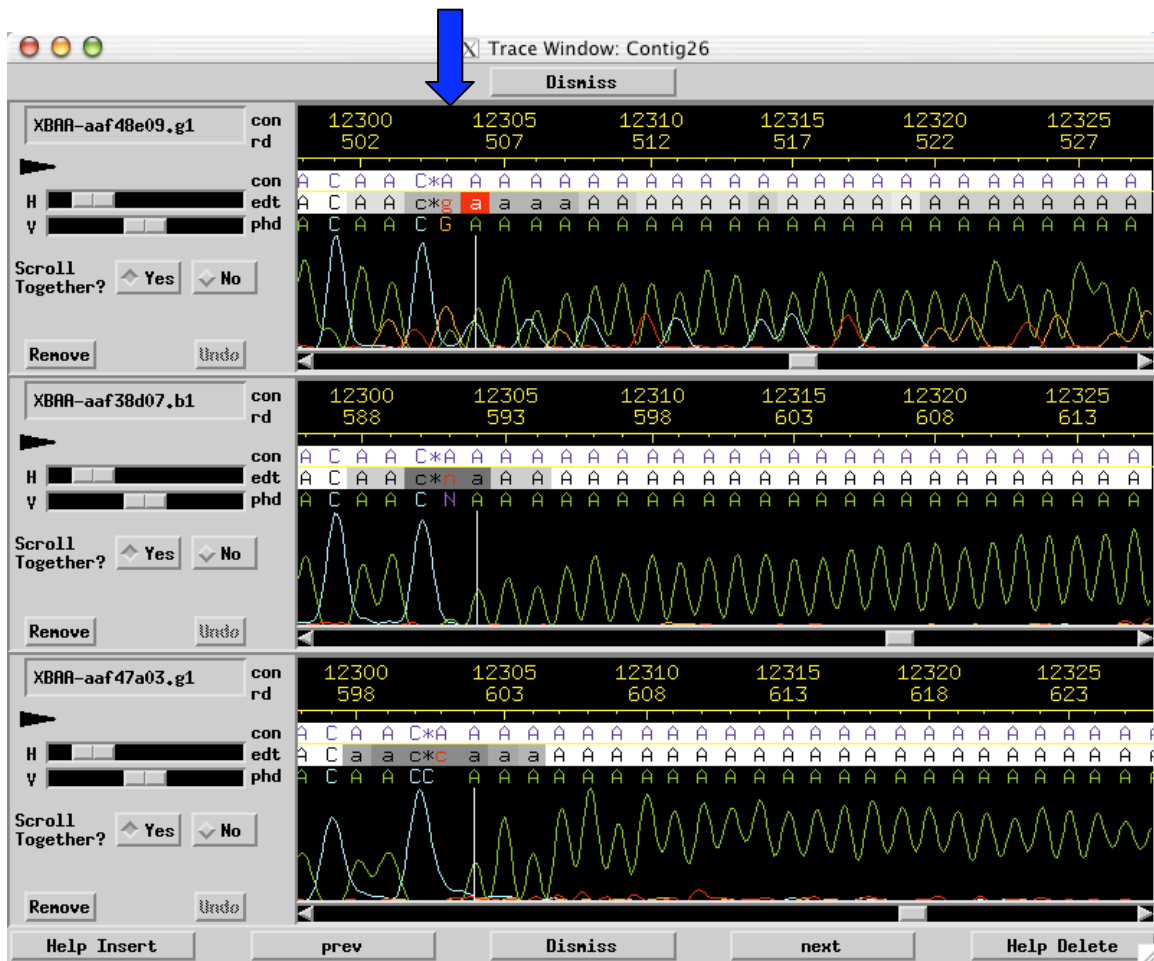 X Trace Window: Contig26
Dismiss
XBAA-aaf48e09.g1
con 12300 12305 12310 12315 12320 12325
rd 502 507 512 517 522 527
con A C A A C*A A A A A A A A A A A A A A A A A A A A A A A A A
edt A C A A c*g a a a a A A A A A A A A A A A A A A A A A A A A
phd A C A A C G A A A A A A A A A A A A A A A A A A A A A A A A
H
V
Scroll Together? Yes No
Remove Undo
XBAA-aaf38d07.b1
con 12300 12305 12310 12315 12320 12325
rd 588 593 598 603 608 613
con A C A A C*A A A A A A A A A A A A A A A A A A A A A A A A A
edt A C A A c*n a A A A A A A A A A A A A A A A A A A A A A A A
phd A C A A C N A A A A A A A A A A A A A A A A A A A A A A A A
H
V
Scroll Together? Yes No
Remove Undo
XBAA-aaf47a03.g1
con 12300 12305 12310 12315 12320 12325
rd 598 603 608 613 618 623
con A C A A C*A A A A A A A A A A A A A A A A A A A A A A A A A
edt A C a a c*c a a a A A A A A A A A A A A A A A A A A A A A A
phd A C A A CC A A A A A A A A A A A A A A A A A A A A A A A A
H
V
Scroll Together? Yes No
Remove Undo
Help Insert prev Dismiss next Help Delete